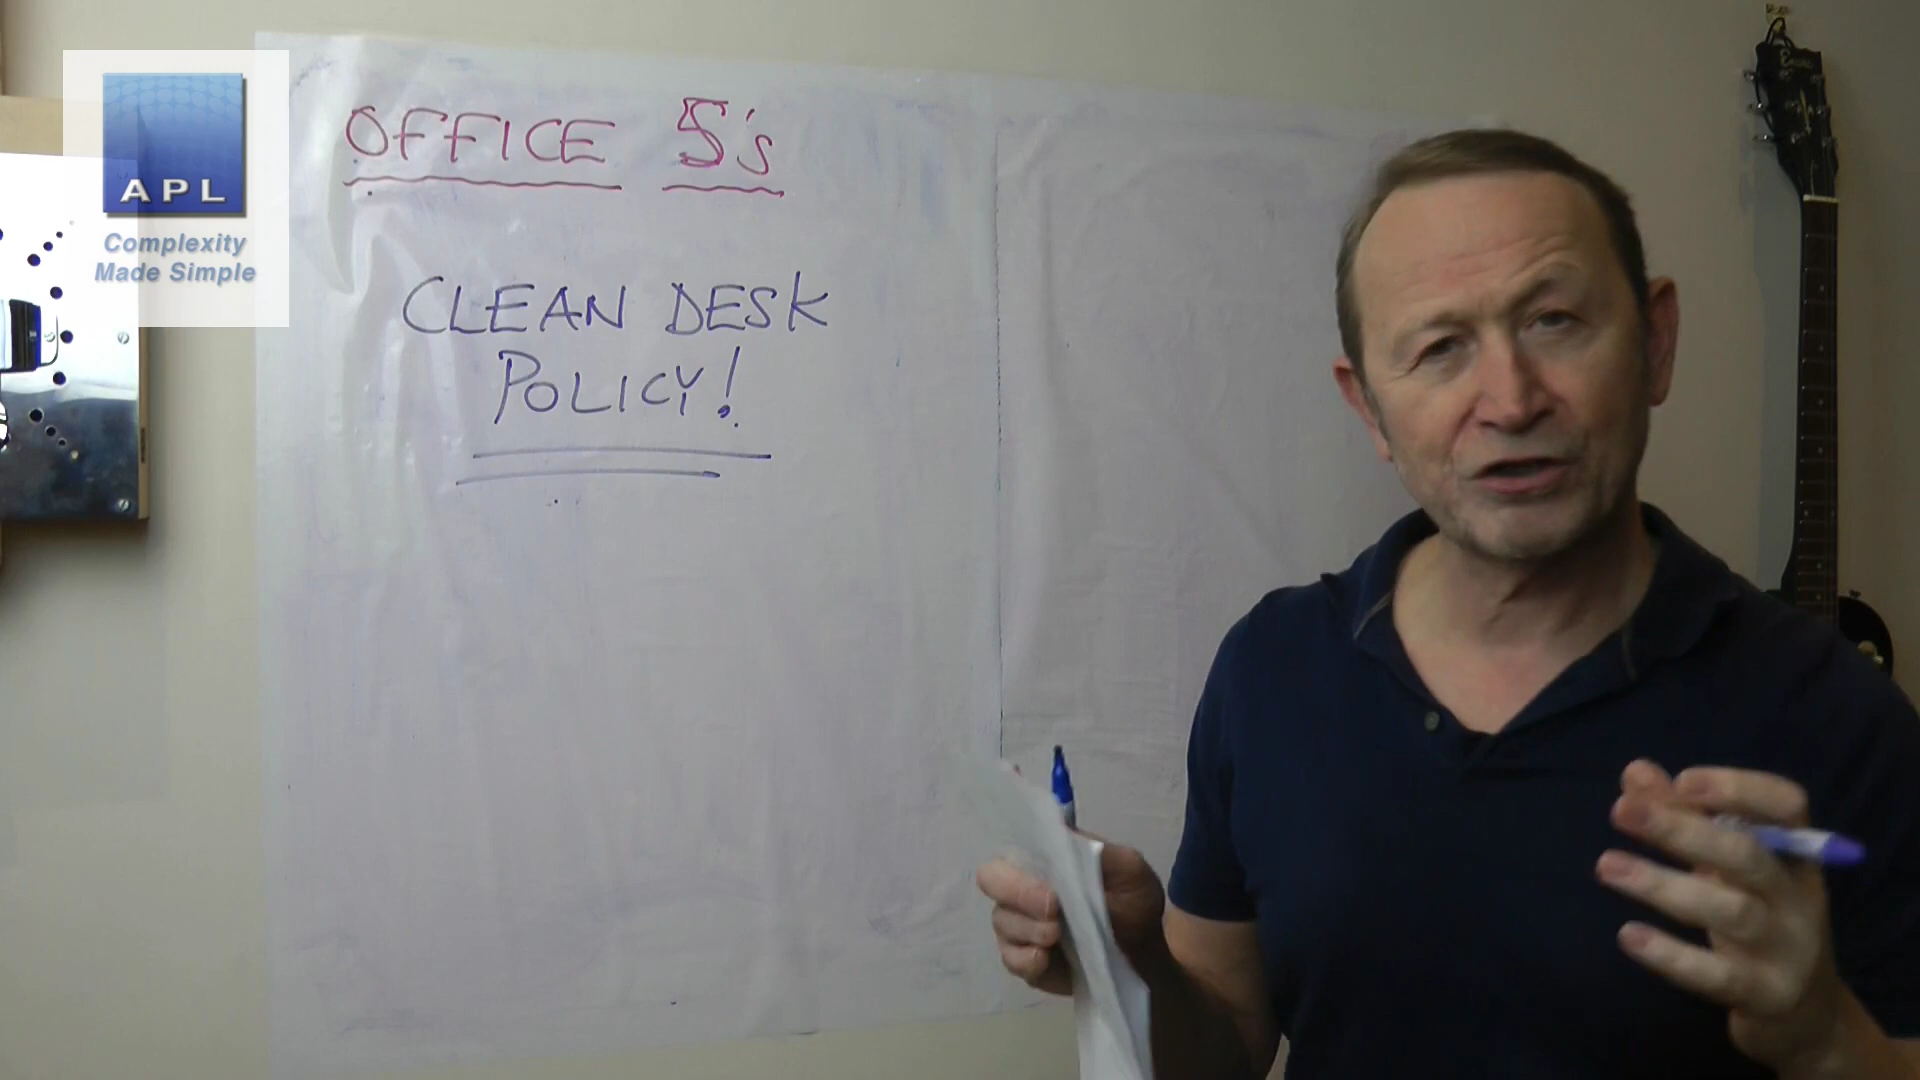 APL
Complexity
Made Simple
OFFICE 5's
CLEAN DESK
POLICY!